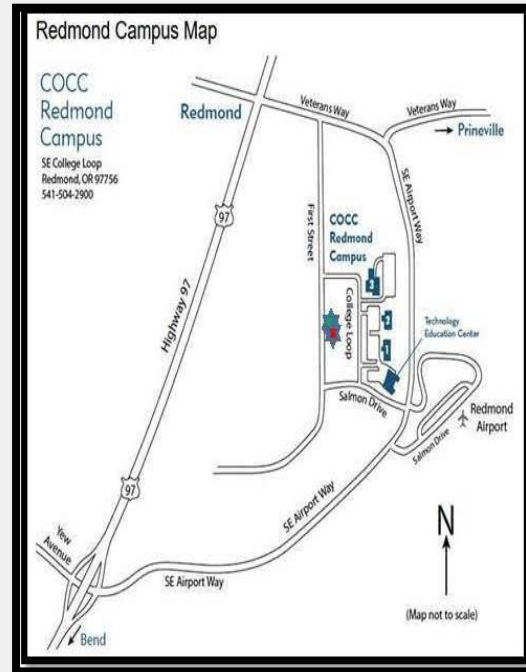 Redmond Campus Map
COCC
Redmond
Campus
SE College Loop
Redmond, OR 97756
541-504-2900
Redmond
Veterans Way
Veterans Way
→ Prineville
97
First Street
SE Airport Way
COCC
Redmond
Campus
3
College Loop
2
1
Technology
Education Center
Highway 97
Salmon Drive
Redmond
Airport
Salmon Drive
97
SE Airport Way
N
Yew
Avenue
SE Airport Way
(Map not to scale)
Bend